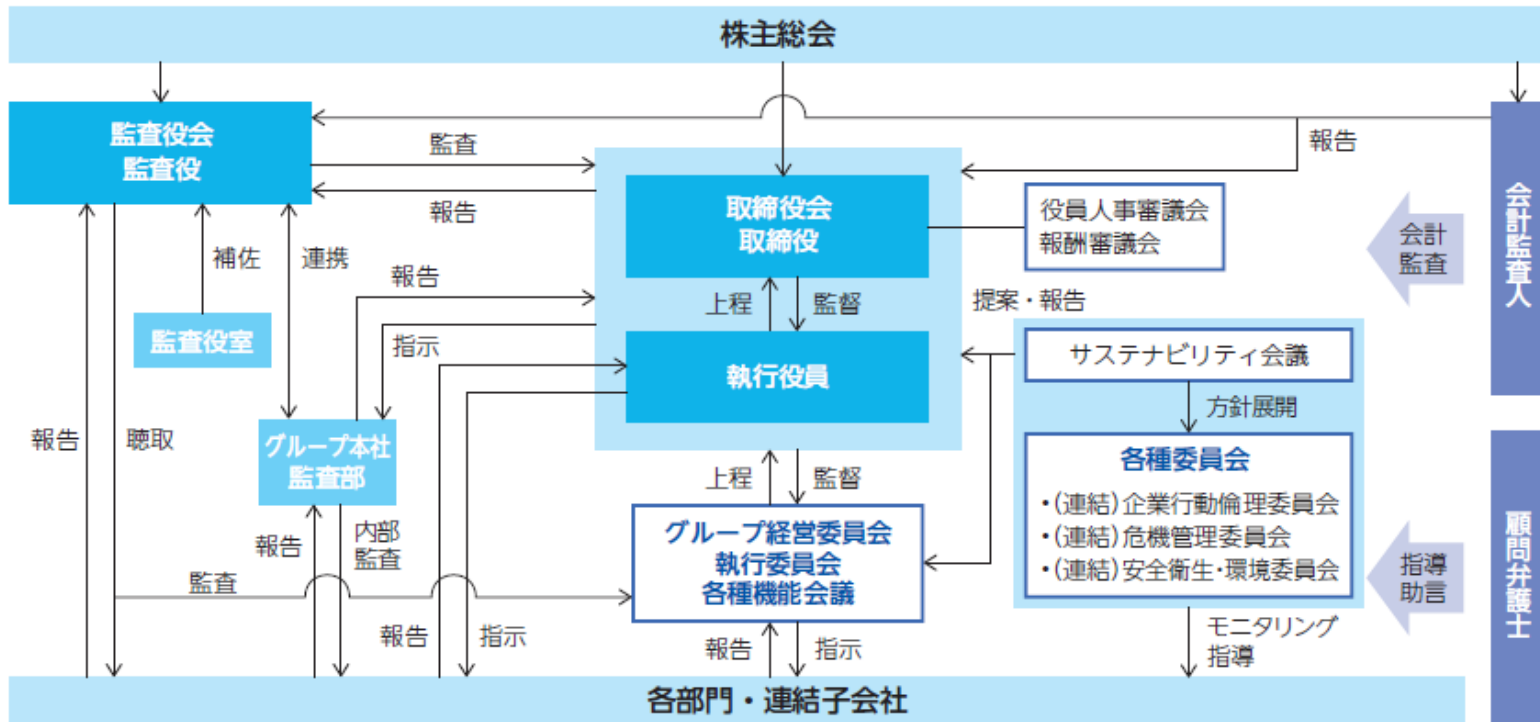 株主総会
監査役会
監査役
監査
報告
報告
取締役会
取締役
役員人事審議会
報酬審議会
会計
監査
会計監査人
補佐
連携
報告
上程
監督
提案・報告
監査役室
指示
執行役員
サステナビリティ会議
方針展開
報告
聴取
グループ本社
監査部
上程
監督
各種委員会
・(連結)企業行動倫理委員会
・(連結)危機管理委員会
・(連結)安全衛生・環境委員会
報告
内部
監査
グループ経営委員会
執行委員会
各種機能会議
指導
助言
顧問弁護士
監査
報告
指示
報告
指示
モニタリング
指導
各部門・連結子会社